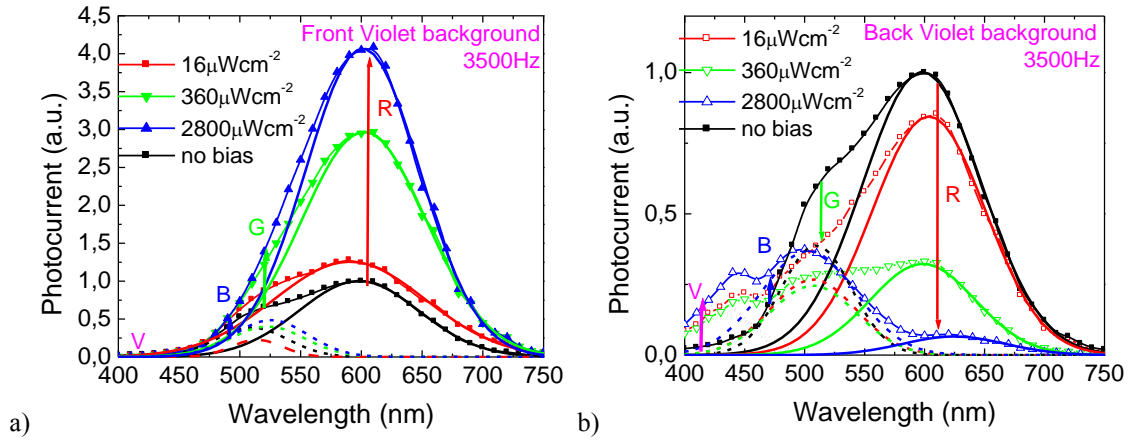 Front Violet background
3500Hz
16µWcm-2
360µWcm-2
2800µWcm-2
no bias
R
G
B
V
4,5
4,0
3,5
3,0
2,5
2,0
1,5
1,0
0,5
0,0
400 450 500 550 600 650 700 750
Photocurrent (a.u.)
Wavelength (nm)
a)
Back Violet background
3500Hz
16µWcm-2
360µWcm-2
2800µWcm-2
no bias
G
R
B
V
1,0
0,5
0,0
400 450 500 550 600 650 700 750
Photocurrent (a.u.)
Wavelength (nm)
b)